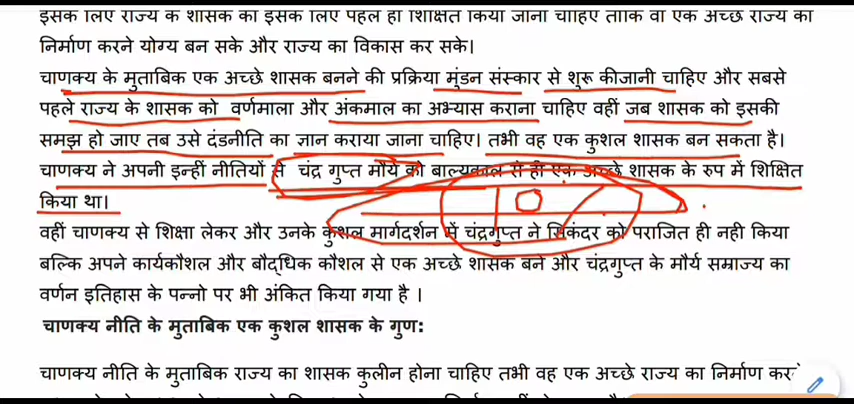 इसके लिए राज्य के शासक को इसके लिए पहले ही शिक्षित किया जाना चाहिए ताकि वो एक अच्छे राज्य का
निर्माण करने योग्य बन सके और राज्य का विकास कर सके।
चाणक्य के मुताबिक एक अच्छे शासक बनने की प्रक्रिया मुंडन संस्कार से शुरू कीजानी चाहिए और सबसे
पहले राज्य के शासक को वर्णमाला और अंकमाल का अभ्यास कराना चाहिए वहीं जब शासक को इसकी
समझ हो जाए तब उसे दंडनीति का ज्ञान कराया जाना चाहिए। तभी वह एक कुशल शासक बन सकता है।
चाणक्य ने अपनी इन्हीं नीतियों से चंद्र गुप्त मौर्य को बाल्यकाल से ही एक अच्छे शासक के रुप में शिक्षित
किया था।
वहीं चाणक्य से शिक्षा लेकर और उनके कुशल मार्गदर्शन में चंद्रगुप्त ने सिकंदर को पराजित ही नही किया
बल्कि अपने कार्यकौशल और बौद्धिक कौशल से एक अच्छे शासक बने और चंद्रगुप्त के मौर्य सम्राज्य का
वर्णन इतिहास के पन्नो पर भी अंकित किया गया है ।
चाणक्य नीति के मुताबिक एक कुशल शासक के गुण:
चाणक्य नीति के मुताबिक राज्य का शासक कुलीन होना चाहिए तभी वह एक अच्छे राज्य का निर्माण